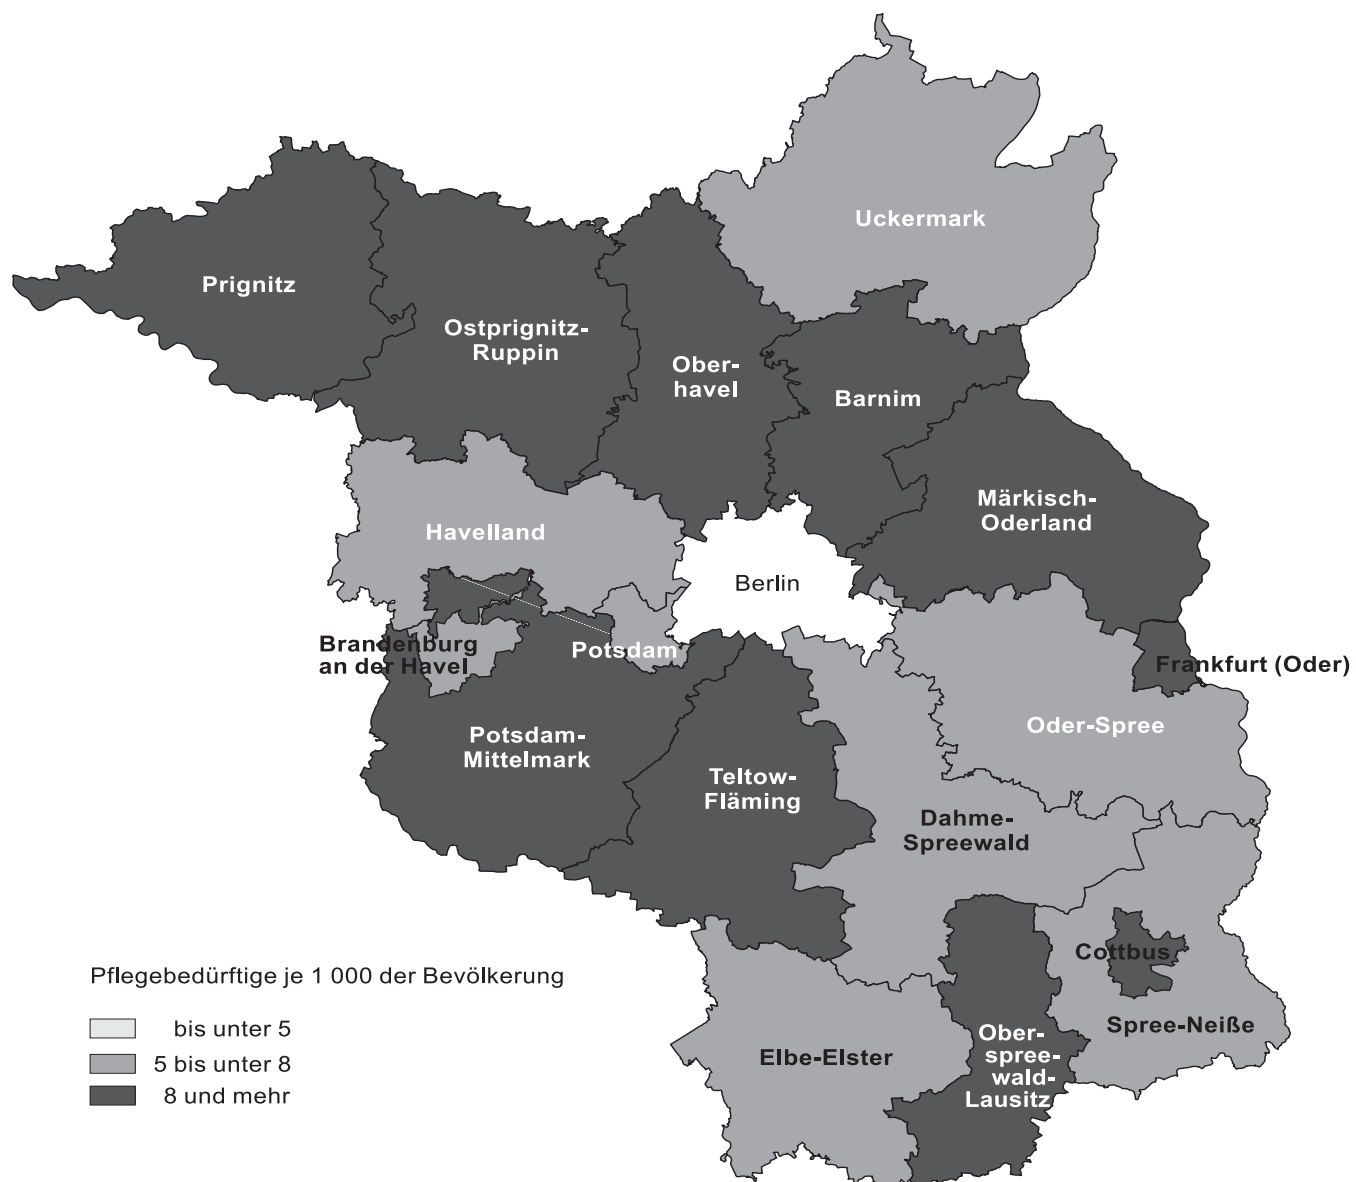 Uckermark
Prignitz
Ostprignitz-
Ruppin
Ober-
havel
Barnim
Märkisch-
Oderland
Havelland
Berlin
Brandenburg
an der Havel
Potsdam
Frankfurt (Oder)
Oder-Spree
Potsdam-
Mittelmark
Teltow-
Fläming
Dahme-
Spreewald
Cottbus
Spree-Neiße
Elbe-Elster
Ober-
spree-
wald-
Lausitz
Pflegebedürftige je 1 000 der Bevölkerung
bis unter 5
5 bis unter 8
8 und mehr